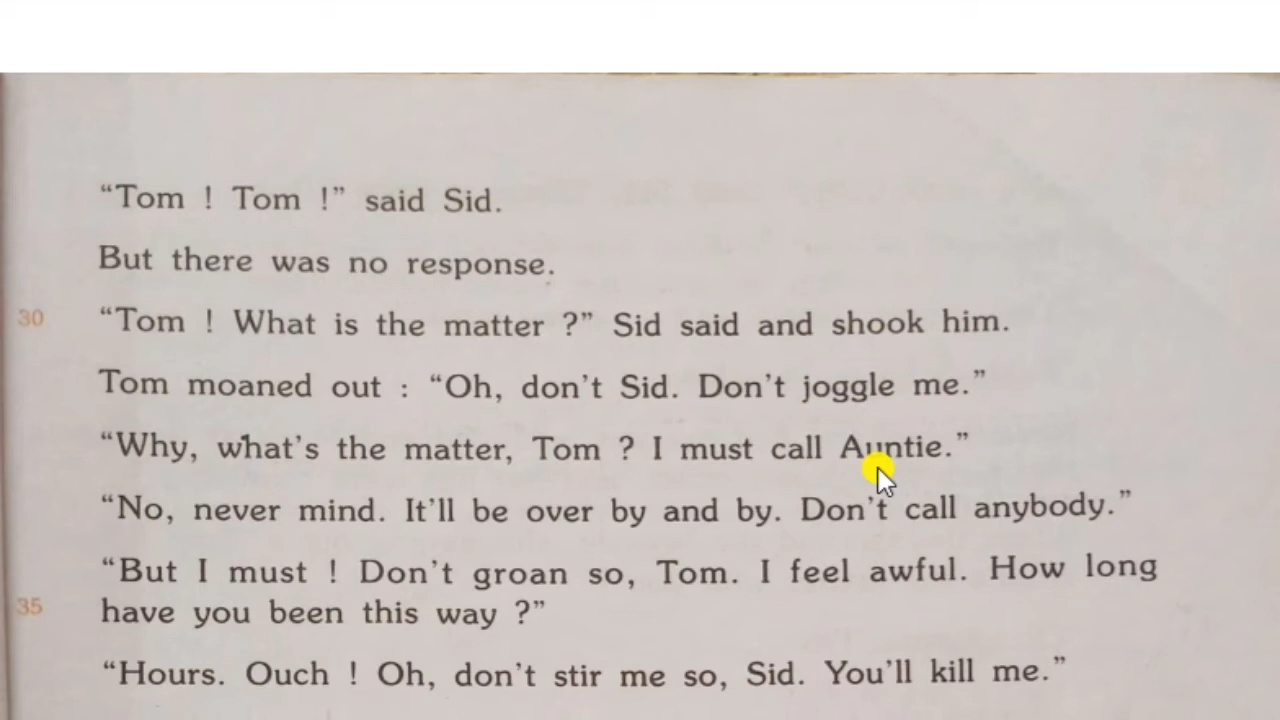 “Tom ! Tom !” said Sid.
But there was no response.
30 “Tom ! What is the matter ?” Sid said and shook him.
Tom moaned out : “Oh, don’t Sid. Don’t joggle me.”
“Why, what’s the matter, Tom ? I must call Auntie.”
“No, never mind. It’ll be over by and by. Don’t call anybody.”
“But I must ! Don’t groan so, Tom. I feel awful. How long
35 have you been this way ?”
“Hours. Ouch ! Oh, don’t stir me so, Sid. You’ll kill me.”